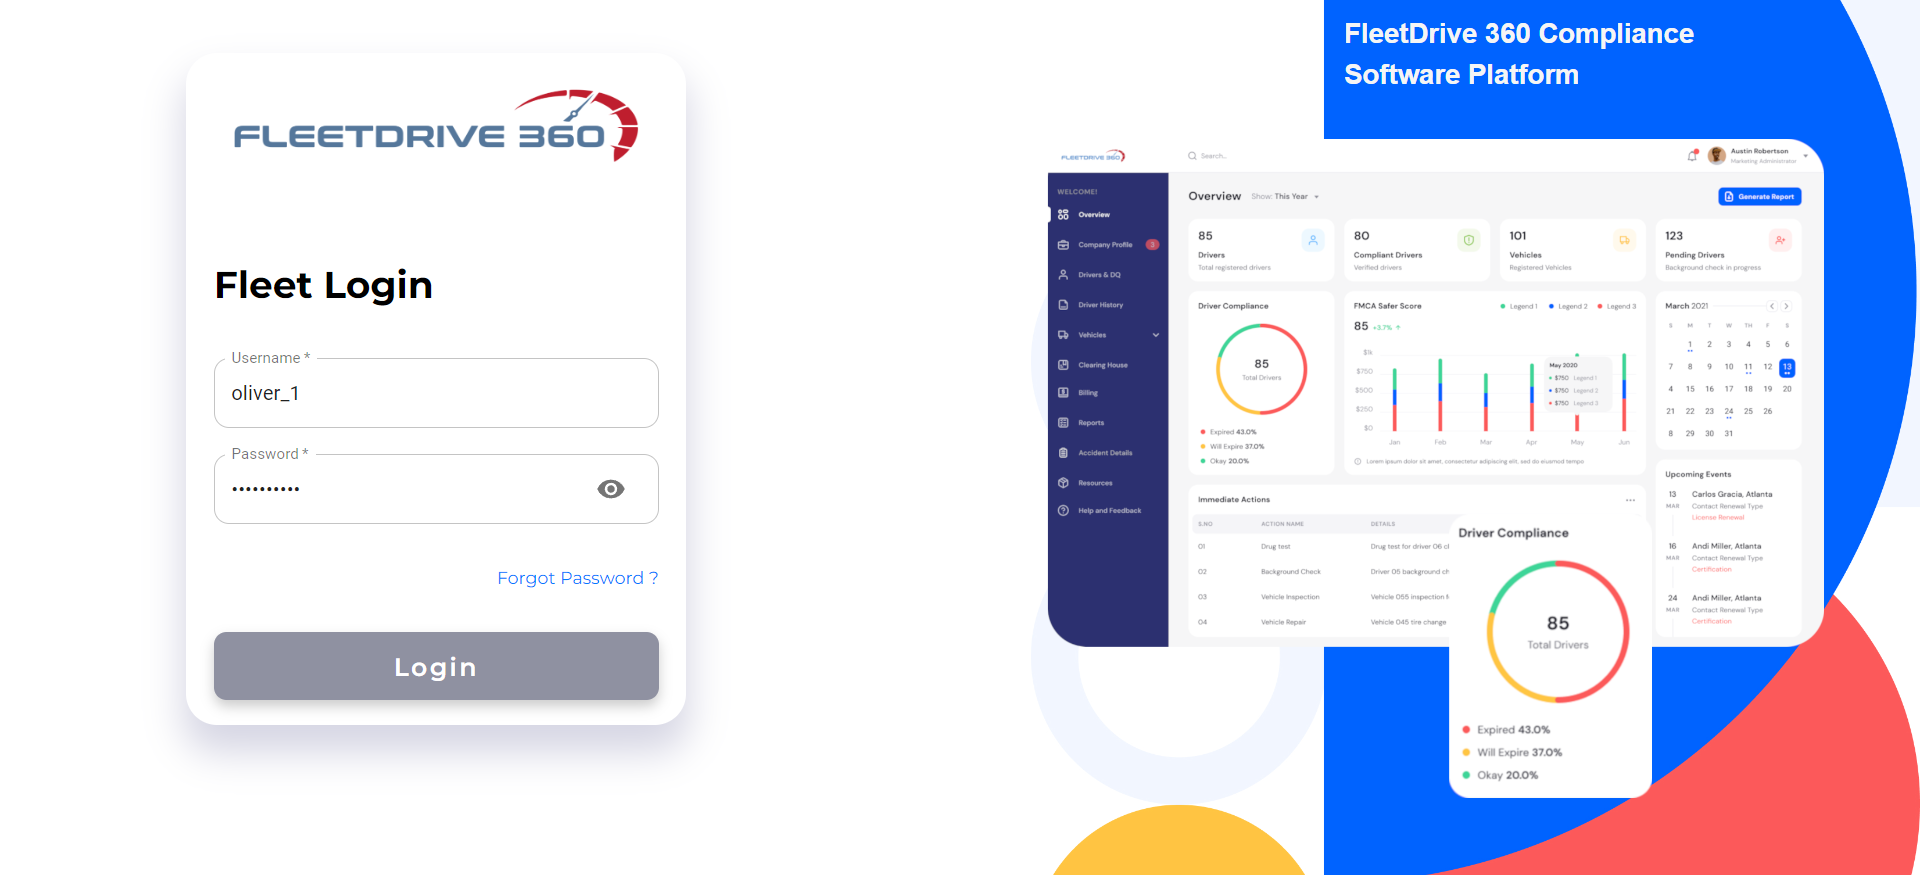 FLEETDRIVE 360
Fleet Login
Username *
oliver_1
Password *
••••••••••
Forgot Password ?
Login
FleetDrive 360 Compliance
Software Platform
FLEETDRIVE 360
Search..
Austin Robertson
Marketing Administrator
WELCOME!
Overview
Company Profile 3
Drivers & DQ
Driver History
Vehicles
Clearing House
Billing
Reports
Accident Details
Resources
Help and Feedback
Overview Show: This Year
Generate Report
85
Drivers
Total registered drivers
80
Compliant Drivers
Verified drivers
101
Vehicles
Registered Vehicles
123
Pending Drivers
Background check in progress
Driver Compliance
85
Total Drivers
Expired 43.0%
Will Expire 37.0%
Okay 20.0%
FMCA Safer Score
Legend 1 Legend 2 Legend 3
85 +3.7%
$1k
$750
$500
$250
$0
Jan Feb Mar Apr May Jun
May 2020
$750 Legend 1
$750 Legend 2
$750 Legend 3
Lorem ipsum dolor sit amet, consectetur adipiscing elit, sed do eiusmod tempo
March 2021
S M T W TH F S
1 2 3 4 5 6
7 8 9 10 11 12 13
4 15 16 17 18 19 20
21 22 23 24 25 26
8 29 30 31
Immediate Actions
S.NO ACTION NAME DETAILS
01 Drug test Drug test for driver 06 cl
02 Background Check Driver 05 background ch
03 Vehicle Inspection Vehicle 055 inspection
04 Vehicle Repair Vehicle 045 tire change
Upcoming Events
13 MAR
Carlos Gracia, Atlanta
Contact Renewal Type
License Renewal
16 MAR
Andi Miller, Atlanta
Contact Renewal Type
Certification
24 MAR
Andi Miller, Atlanta
Contact Renewal Type
Certification
Driver Compliance
85
Total Drivers
Expired 43.0%
Will Expire 37.0%
Okay 20.0%